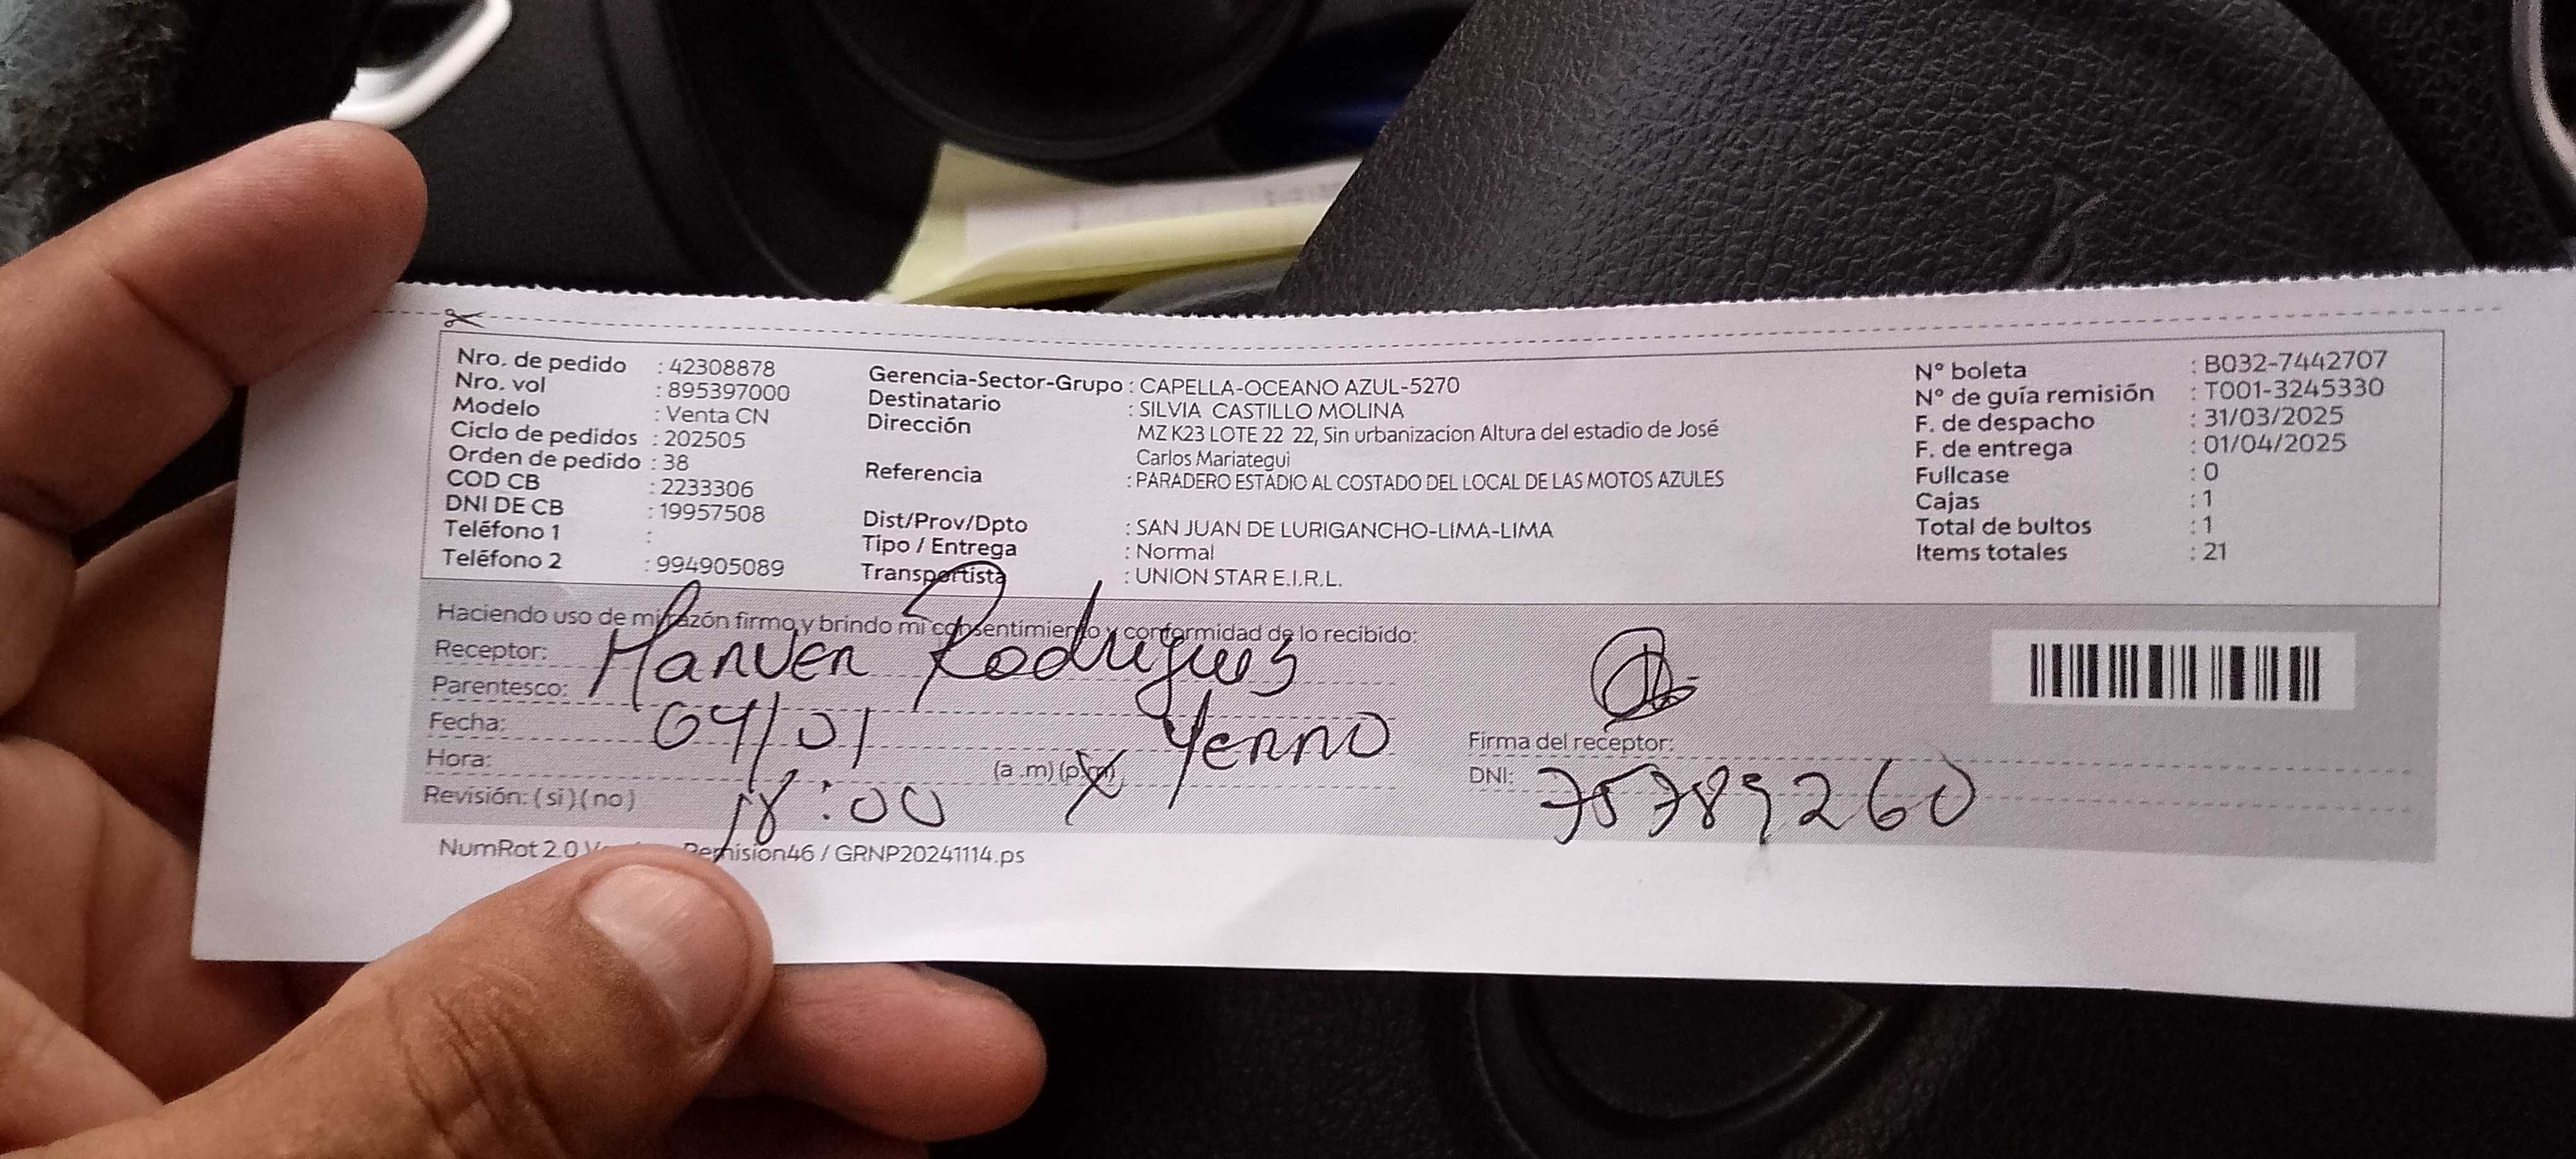 Nro. de pedido : 42308878
Nro. vol : 895397000
Modelo : Venta CN
Ciclo de pedidos : 202505
Orden de pedido : 38
COD CB : 2233306
DNI DE CB : 19957508
Teléfono 1 :
Teléfono 2 : 994905089
Gerencia-Sector-Grupo : CAPELLA-OCEANO AZUL-5270
Destinatario : SILVIA CASTILLO MOLINA
Dirección MZ K23 LOTE 22 22, Sin urbanizacion Altura del estadio de José
Carlos Mariategui
Referencia : PARADERO ESTADIO AL COSTADO DEL LOCAL DE LAS MOTOS AZULES
Dist/Prov/Dpto : SAN JUAN DE LURIGANCHO-LIMA-LIMA
Tipo / Entrega : Normal
Transportista : UNION STAR E.I.R.L.
N° boleta : B032-7442707
N° de guía remisión : T001-3245330
F. de despacho : 31/03/2025
F. de entrega : 01/04/2025
Fullcase : 0
Cajas : 1
Total de bultos : 1
Items totales : 21
Haciendo uso de mi razón firmo y brindo mi consentimiento y conformidad de lo recibido:
Receptor: Rodrigues
Parentesco: Yerno
Fecha: 04/01
Hora: 18:00 (a .m) (p.m)
Revisión: (si) (no)
Firma del receptor:
DNI: 75789260
NumRot 2.0 Remision46 / GRNP20241114.ps